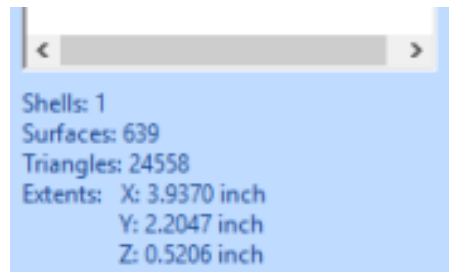 Shells: 1
Surfaces: 639
Triangles: 24558
Extents: X: 3.9370 inch
Y: 2.2047 inch
Z: 0.5206 inch